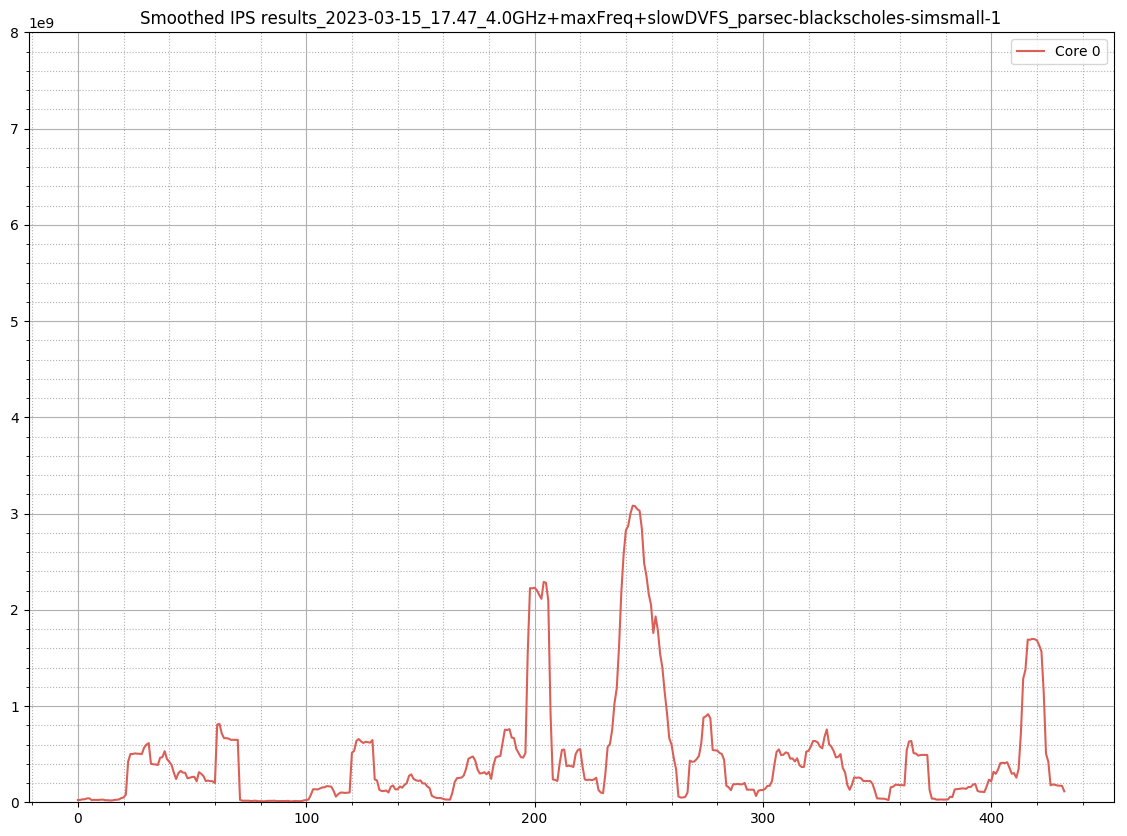 Smoothed IPS results_2023-03-15_17.47_4.0GHz+maxFreq+slowDVFS_parsec-blackscholes-simsmall-1
1e9
Core 0
8
7
6
5
4
3
2
1
0
0 100 200 300 400